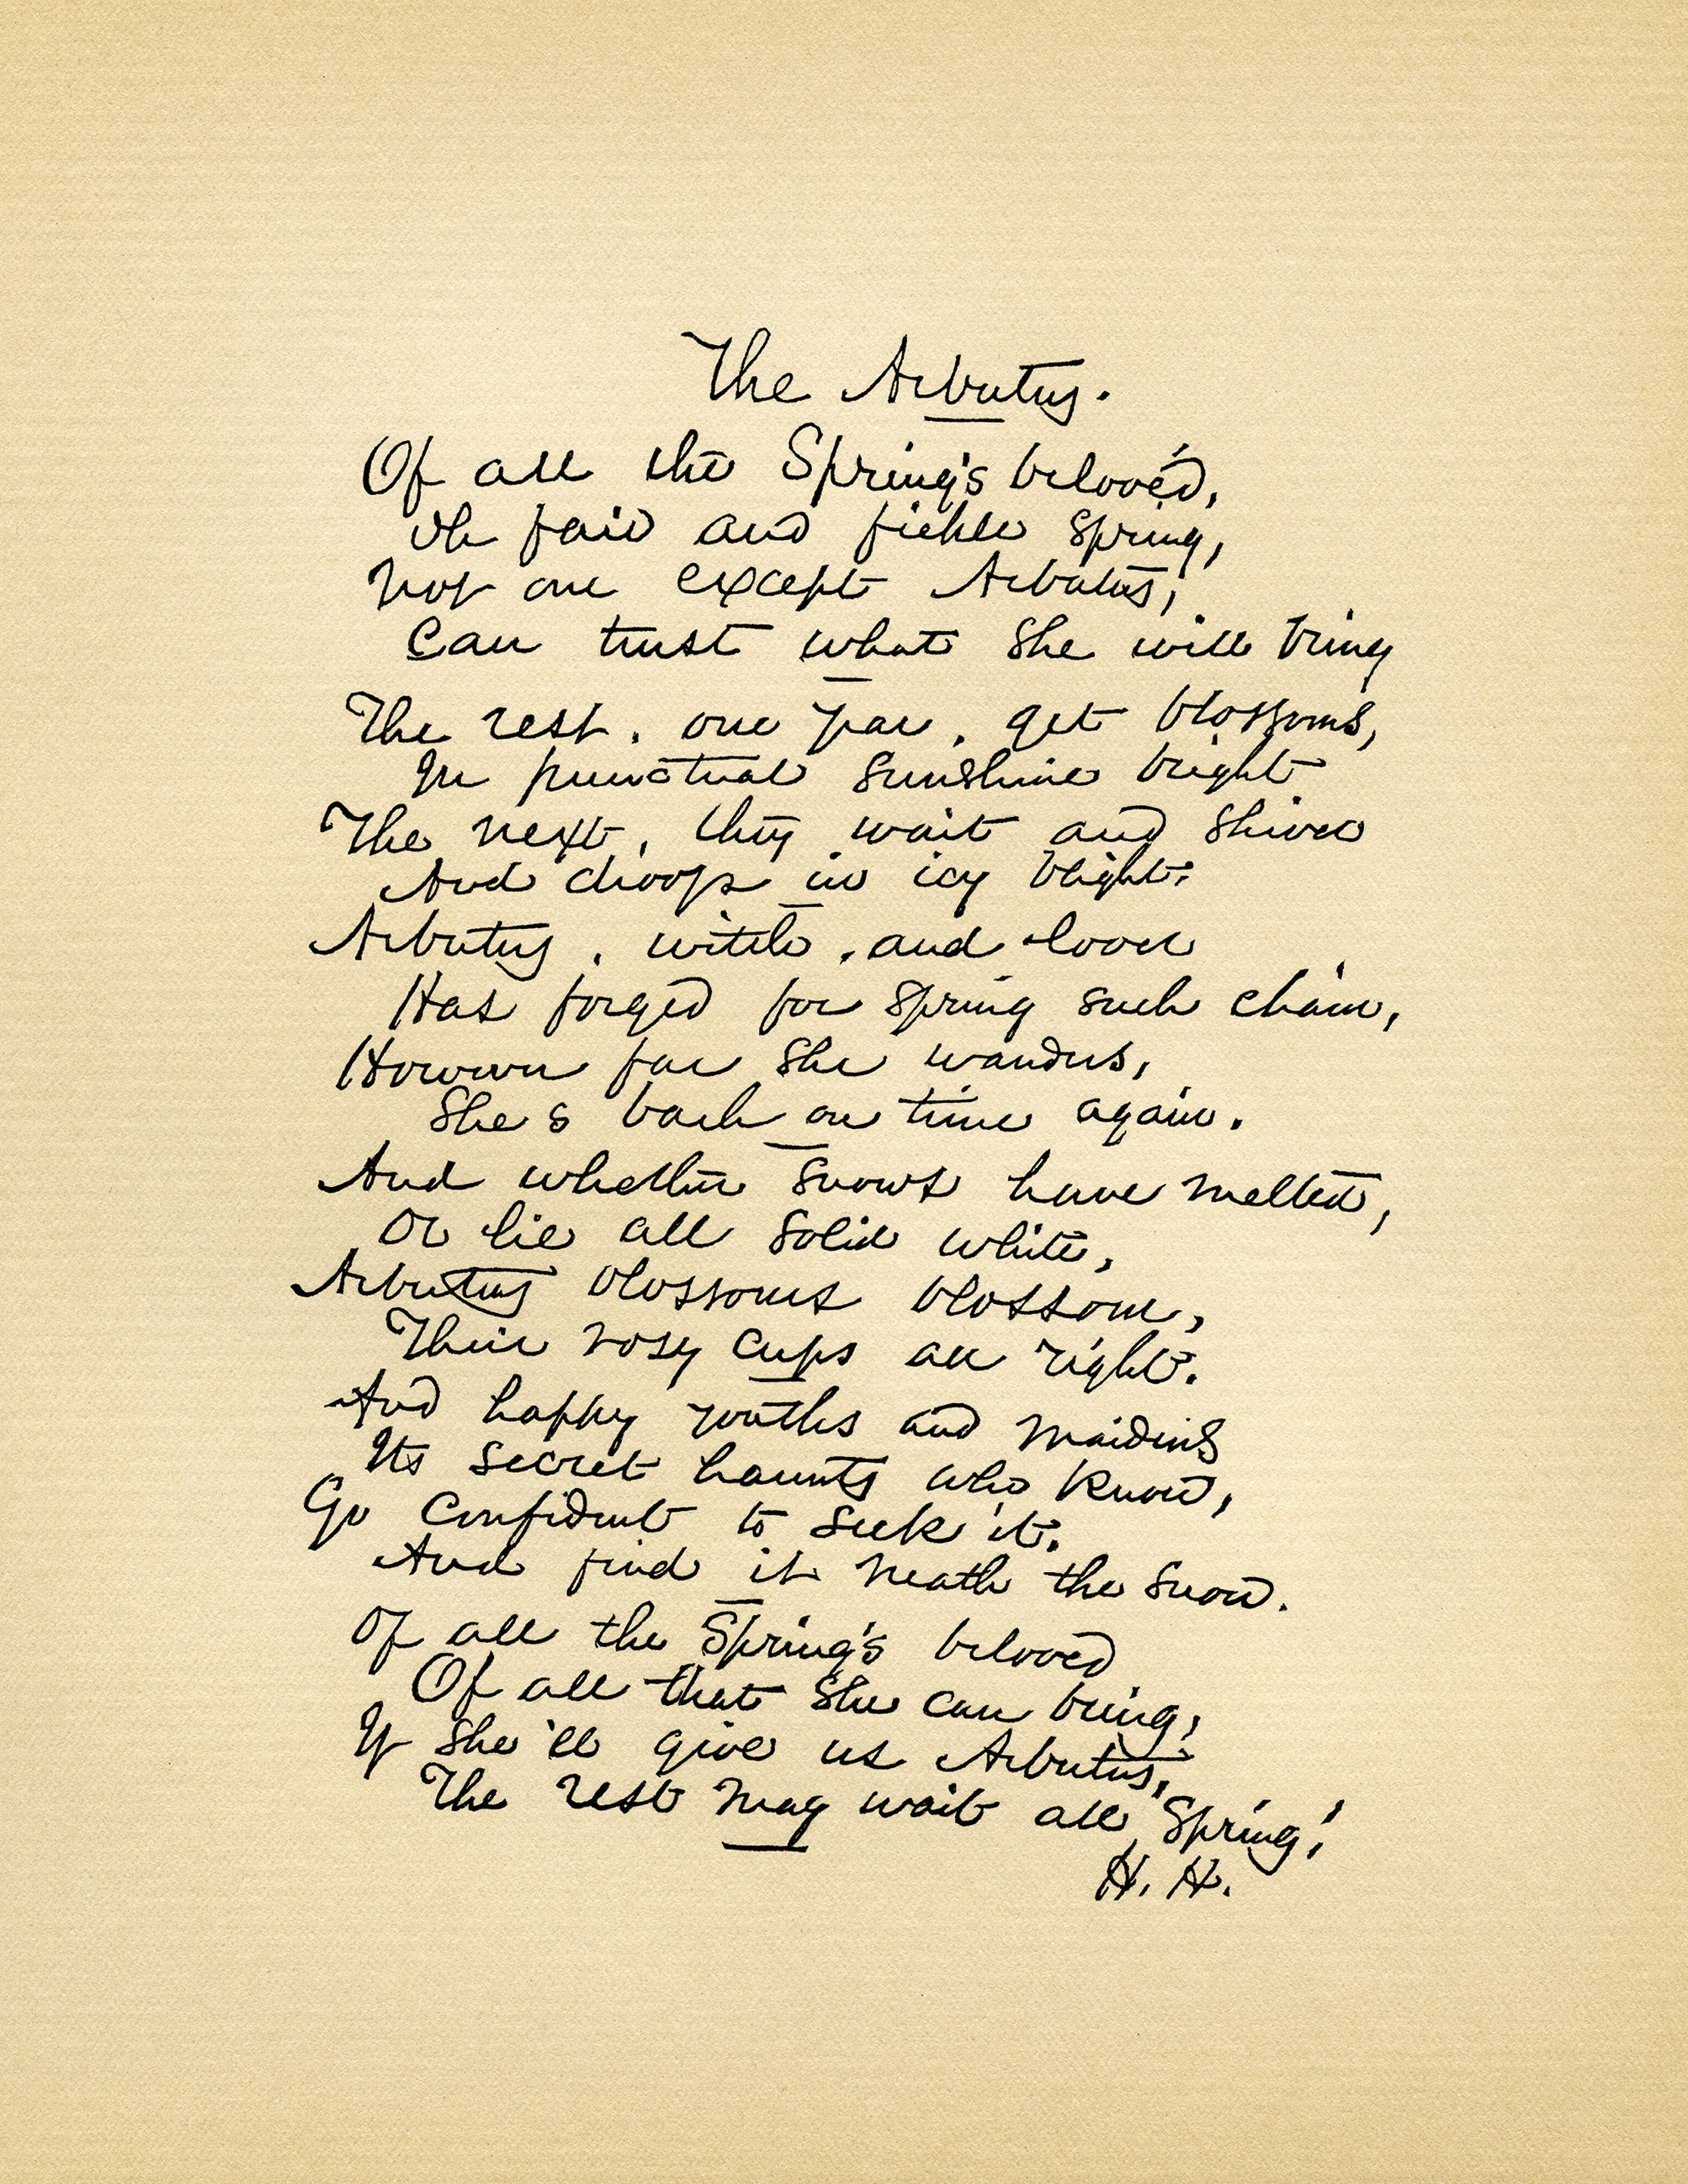 The Arbutus.
Of all the Spring's belovéd,
Oh fair and fickle Spring,
Not one except Arbutus,
Can trust what she will bring
The rest, one year, get blossoms,
In punctual sunshine bright
The next, they wait and shiver
And droop in icy blight:
Arbutus, witch, and lover
Has forged for Spring such chain,
However far she wanders,
She's back on time again.
And whether snows have melted,
Or lie all solid white,
Arbutus blossoms blossom,
Their rosy cups all right.
And happy youths and maidens
Its secret haunts who know,
Go confident to seek it,
And find it neath the snow.
Of all the Spring's beloved
Of all that she can bring,
If she'll give us Arbutus,
The rest may wait all Spring!
H. H.